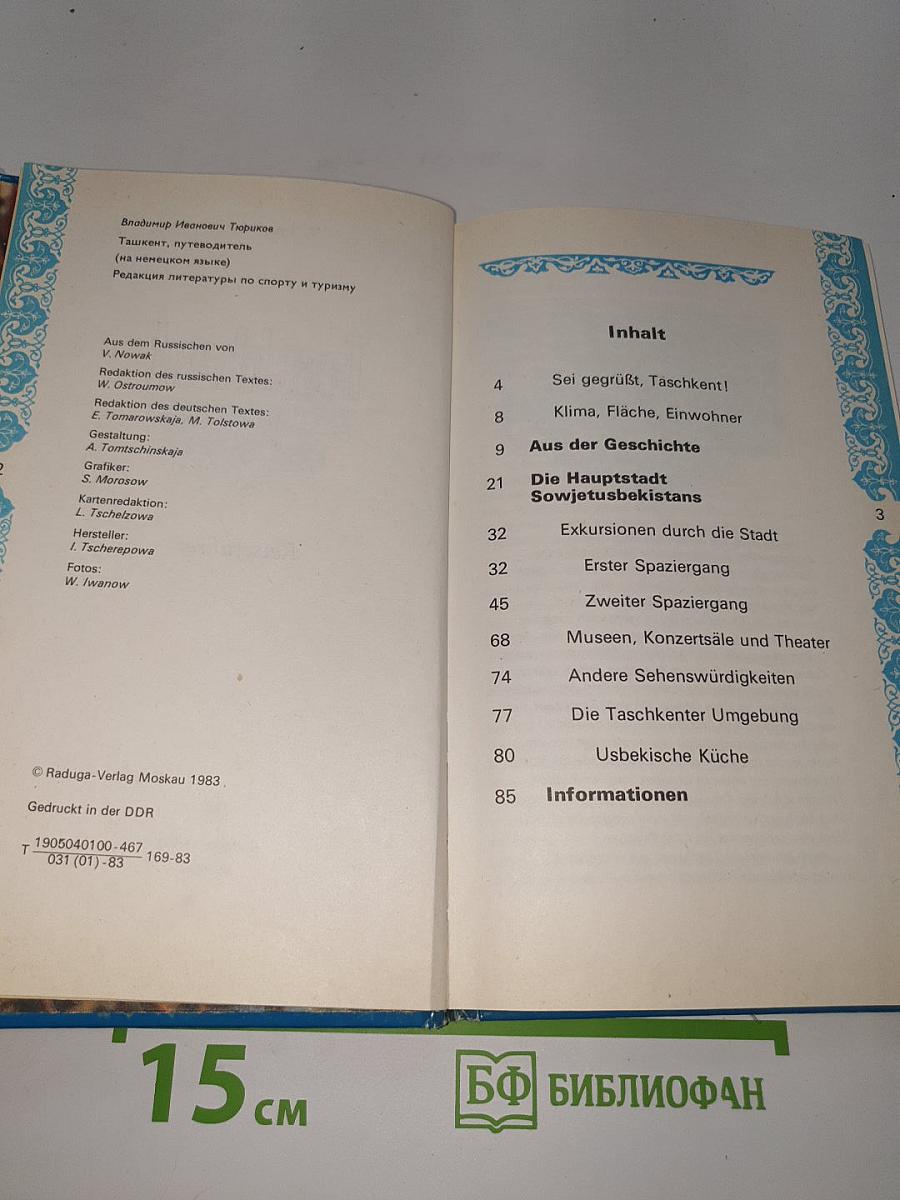 Владимир Иванович Тюриков
Ташкент, путеводитель
(на немецком языке)
Редакция литературы по спорту и туризму
Aus dem Russischen von
V. Nowak
Redaktion des russischen Textes:
W. Ostroumow
Redaktion des deutschen Textes:
E. Tomarowskaja, M. Tolstowa
Gestaltung:
A. Tomtschinskaja
Grafiker:
S. Morosow
Kartenredaktion:
L. Tschelzowa
Hersteller:
I. Tscherepowa
Fotos:
W. Iwanow
2
© Raduga-Verlag Moskau 1983
Gedruckt in der DDR
T 1905040100-467
031 (01)-83 169-83
Inhalt
4 Sei gegrüßt, Taschkent!
8 Klima, Fläche, Einwohner
9 Aus der Geschichte
21 Die Hauptstadt
Sowjetusbekistans
32 Exkursionen durch die Stadt
32 Erster Spaziergang
45 Zweiter Spaziergang
68 Museen, Konzertsäle und Theater
74 Andere Sehenswürdigkeiten
77 Die Taschkenter Umgebung
80 Usbekische Küche
85 Informationen
3
15 см
БФ БИБЛИОФАН